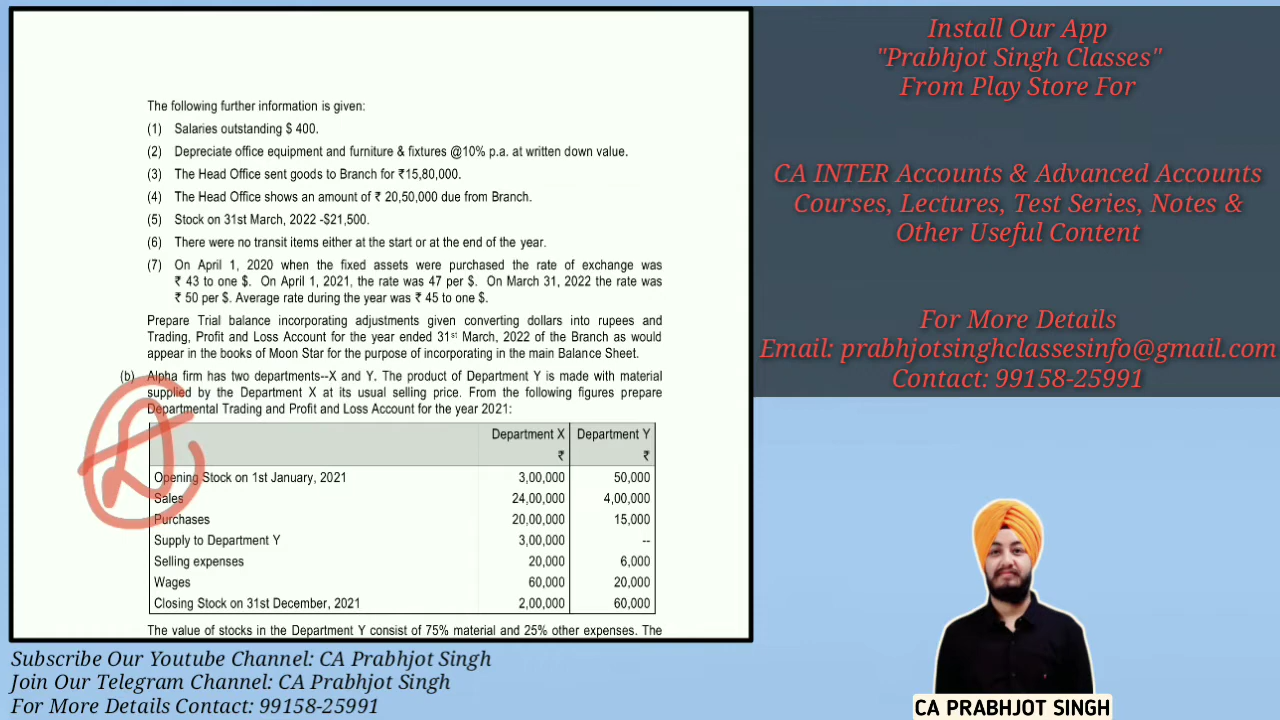 The following further information is given:
(1) Salaries outstanding $ 400.
(2) Depreciate office equipment and furniture & fixtures @10% p.a. at written down value.
(3) The Head Office sent goods to Branch for ₹15,80,000.
(4) The Head Office shows an amount of ₹ 20,50,000 due from Branch.
(5) Stock on 31st March, 2022 -$21,500.
(6) There were no transit items either at the start or at the end of the year.
(7) On April 1, 2020 when the fixed assets were purchased the rate of exchange was
₹ 43 to one $. On April 1, 2021, the rate was 47 per $. On March 31, 2022 the rate was
₹ 50 per $. Average rate during the year was ₹ 45 to one $.
Prepare Trial balance incorporating adjustments given converting dollars into rupees and
Trading, Profit and Loss Account for the year ended 31st March, 2022 of the Branch as would
appear in the books of Moon Star for the purpose of incorporating in the main Balance Sheet.
(b) Alpha firm has two departments--X and Y. The product of Department Y is made with material
supplied by the Department X at its usual selling price. From the following figures prepare
Departmental Trading and Profit and Loss Account for the year 2021:
Department X Department Y
₹ ₹
Opening Stock on 1st January, 2021 3,00,000 50,000
Sales 24,00,000 4,00,000
Purchases 20,00,000 15,000
Supply to Department Y 3,00,000 --
Selling expenses 20,000 6,000
Wages 60,000 20,000
Closing Stock on 31st December, 2021 2,00,000 60,000
The value of stocks in the Department Y consist of 75% material and 25% other expenses. The
Install Our App
"Prabhjot Singh Classes"
From Play Store For
CA INTER Accounts & Advanced Accounts
Courses, Lectures, Test Series, Notes &
Other Useful Content
For More Details
Email: prabhjotsinghclassesinfo@gmail.com
Contact: 99158-25991
Subscribe Our Youtube Channel: CA Prabhjot Singh
Join Our Telegram Channel: CA Prabhjot Singh
For More Details Contact: 99158-25991
CA PRABHJOT SINGH